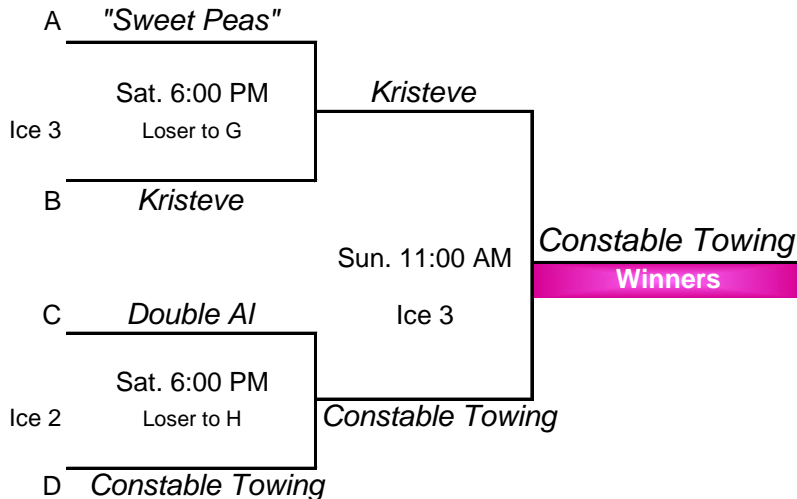 A "Sweet Peas"
Sat. 6:00 PM
Kristeve
Ice 3 Loser to G
B Kristeve
Constable Towing
Sun. 11:00 AM
Winners
C Double Al
Ice 3
Sat. 6:00 PM
Ice 2 Loser to H
Constable Towing
D Constable Towing